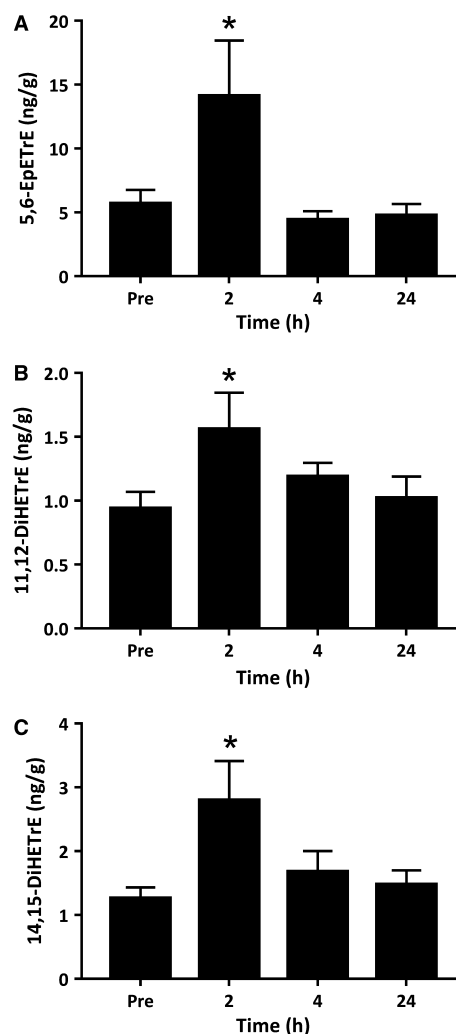 A
5,6-EpETrE (ng/g)
20
*
15
10
5
0
Pre 2 4 24
Time (h)
B
11,12-DiHETrE (ng/g)
2.0
*
1.5
1.0
0.5
0.0
Pre 2 4 24
Time (h)
C
14,15-DiHETrE (ng/g)
4
*
3
2
1
0
Pre 2 4 24
Time (h)